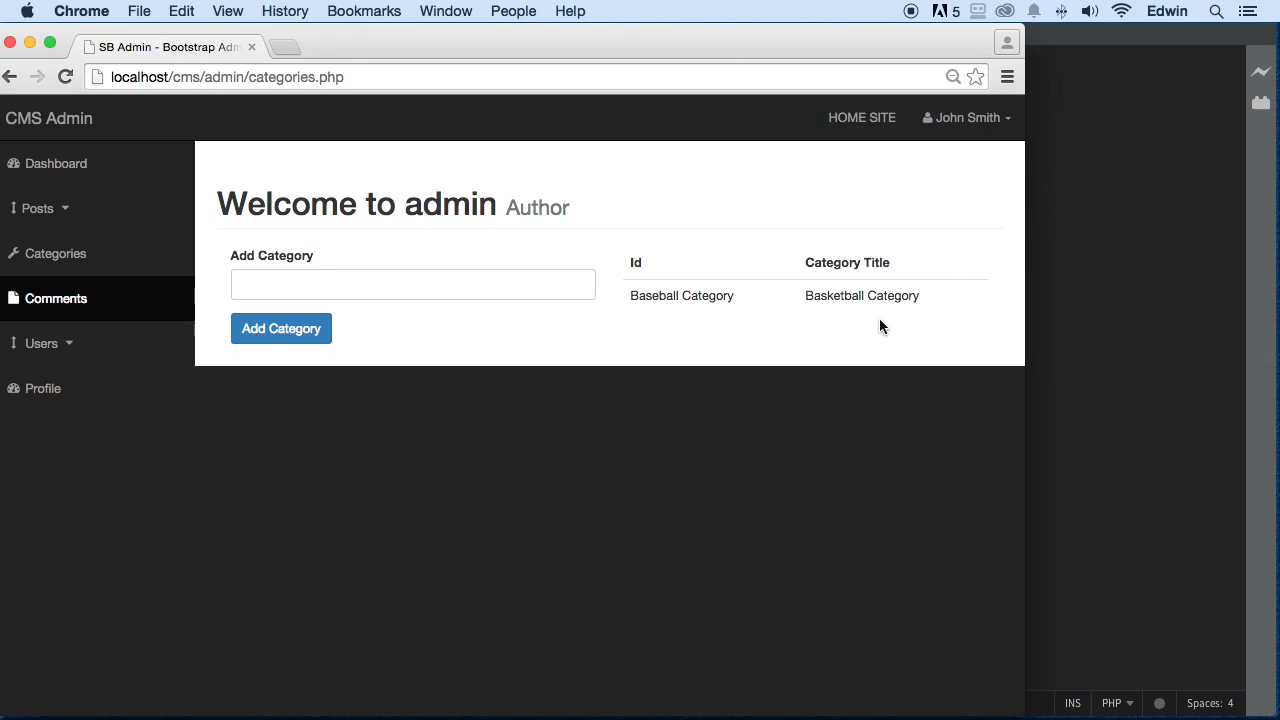 Chrome File Edit View History Bookmarks Window People Help 5 Edwin
SB Admin - Bootstrap Adm
localhost/cms/admin/categories.php
CMS Admin HOME SITE John Smith
Dashboard
Posts
Categories
Comments
Users
Profile
Welcome to admin Author
Add Category
Add Category
Id Category Title
Baseball Category Basketball Category
INS PHP Spaces: 4